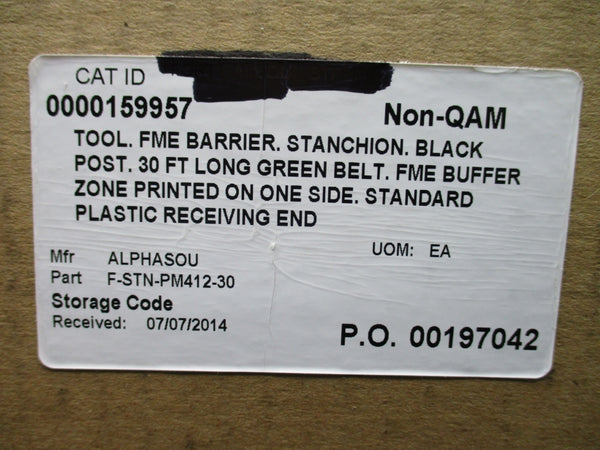 CAT ID
0000159957
Non-QAM
TOOL. FME BARRIER. STANCHION. BLACK
POST. 30 FT LONG GREEN BELT. FME BUFFER
ZONE PRINTED ON ONE SIDE. STANDARD
PLASTIC RECEIVING END
Mfr ALPHASOU
UOM: EA
Part F-STN-PM412-30
Storage Code
Received: 07/07/2014
P.O. 00197042